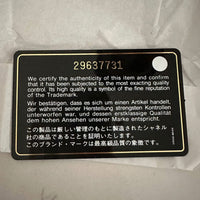 29637731
We certify the authenticity of this item and confirm
that it has been subjected to the most exacting quality
control. Its high quality is a symbol of the fine reputation
of the Trademark.
Wir bestätigen, dass es sich um einen Artikel handelt,
der während seiner Herstellung strengsten Kontrollen
unterworfen wurde, dessen erstklassige Qualität dem
hohen Ansehen unserer Marke entspricht.
この製品は厳しい管理のもとに製造されたシャネル社
の商品であることを証明致します。
このブランド・マークは最高級品質の象徴です。